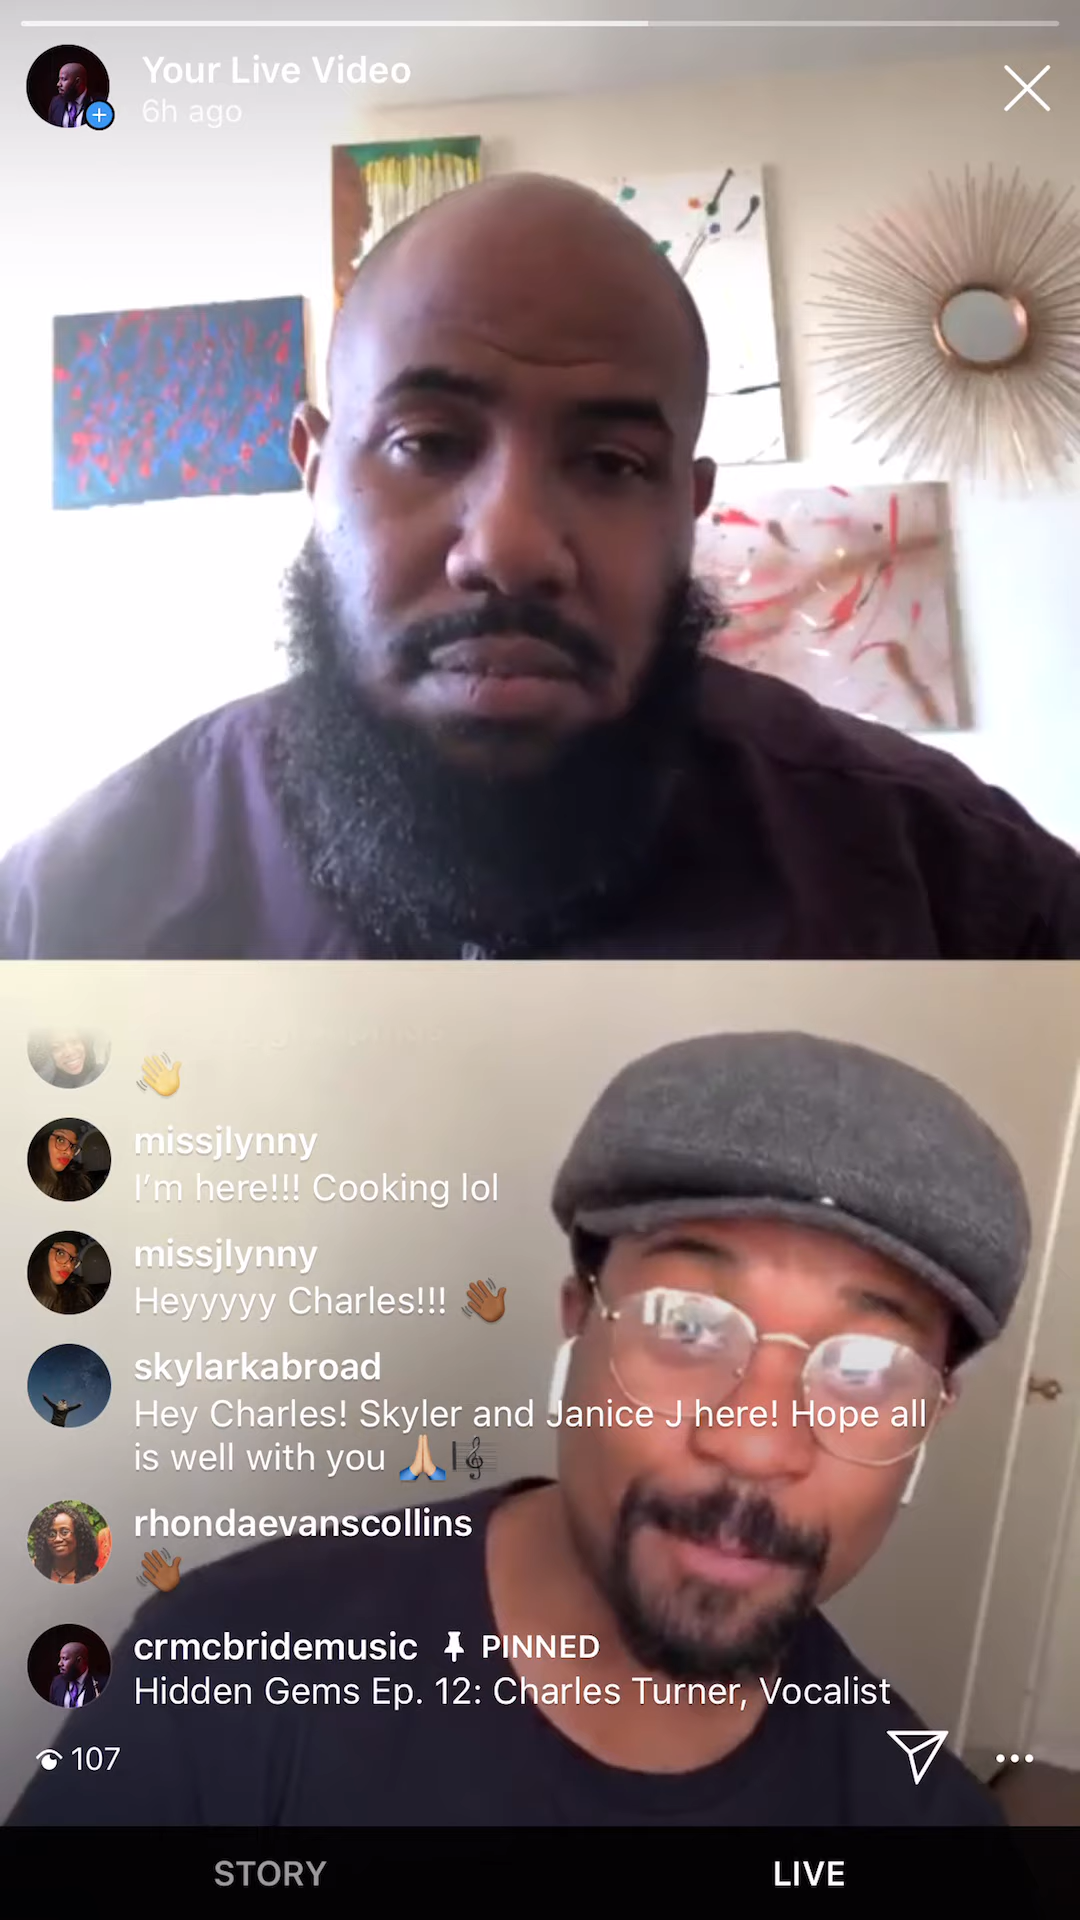 Your Live Video
6h ago
missjlynny
I'm here!!! Cooking lol
missjlynny
Heyyyyy Charles!!! 👋🏾
skylarkabroad
Hey Charles! Skyler and Janice J here! Hope all
is well with you 🙏🏼🎼
rhondaevanscollins
👋🏾
crmcbridemusic PINNED
Hidden Gems Ep. 12: Charles Turner, Vocalist
107
STORY
LIVE